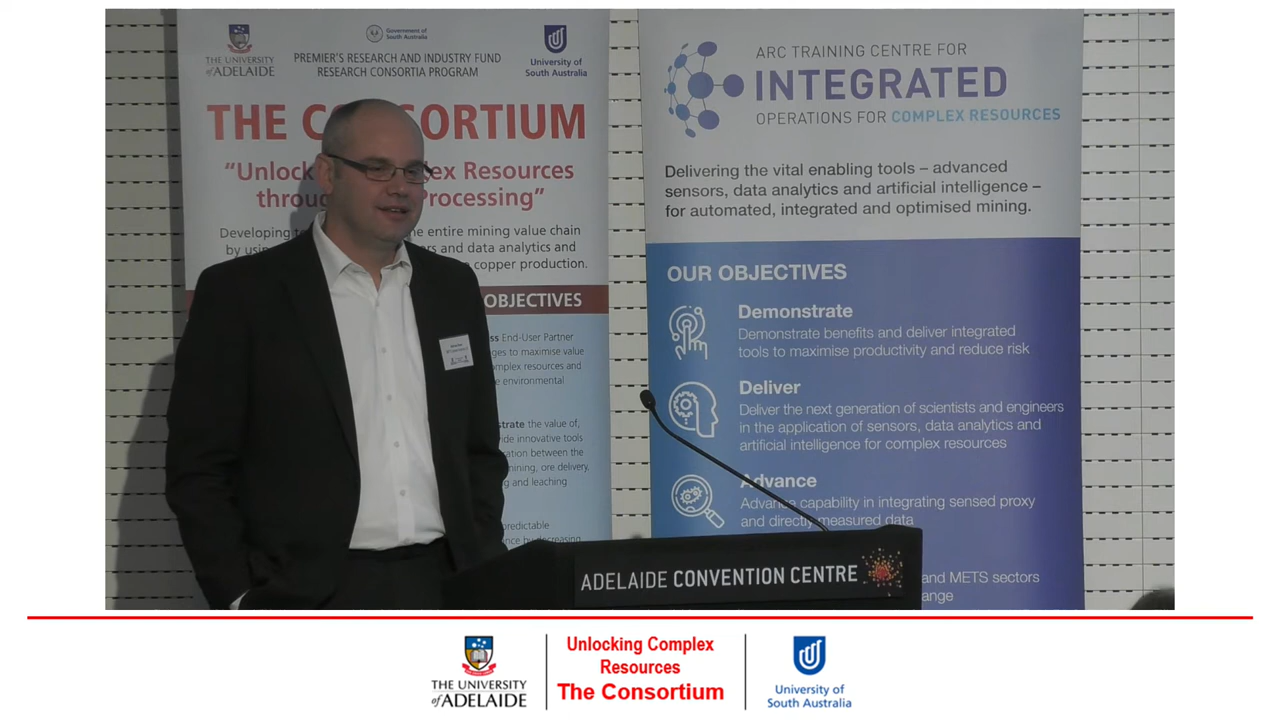 THE UNIVERSITY
of ADELAIDE
Government of
South Australia
PREMIER'S RESEARCH AND INDUSTRY FUND
RESEARCH CONSORTIA PROGRAM
University of
South Australia
THE C SORTIUM
"Unlock ex Resources
throu Processing"
Developing t e entire mining value chain
by usin rs and data analytics and
copper production.
OBJECTIVES
ss End-User Partner
ges to maximise value
mplex resources and
e environmental
strate the value of,
vide innovative tools
ration between the
mining, ore delivery,
g and leaching
predictable
nce by decreasing
ARC TRAINING CENTRE FOR
INTEGRATED
OPERATIONS FOR COMPLEX RESOURCES
Delivering the vital enabling tools – advanced
sensors, data analytics and artificial intelligence –
for automated, integrated and optimised mining.
OUR OBJECTIVES
Demonstrate
Demonstrate benefits and deliver integrated
tools to maximise productivity and reduce risk
Deliver
Deliver the next generation of scientists and engineers
in the application of sensors, data analytics and
artificial intelligence for complex resources
Advance
Advance capability in integrating sensed proxy
and directly measured data
and METS sectors
ange
ADELAIDE CONVENTION CENTRE
THE UNIVERSITY
of ADELAIDE
Unlocking Complex
Resources
The Consortium
University of
South Australia